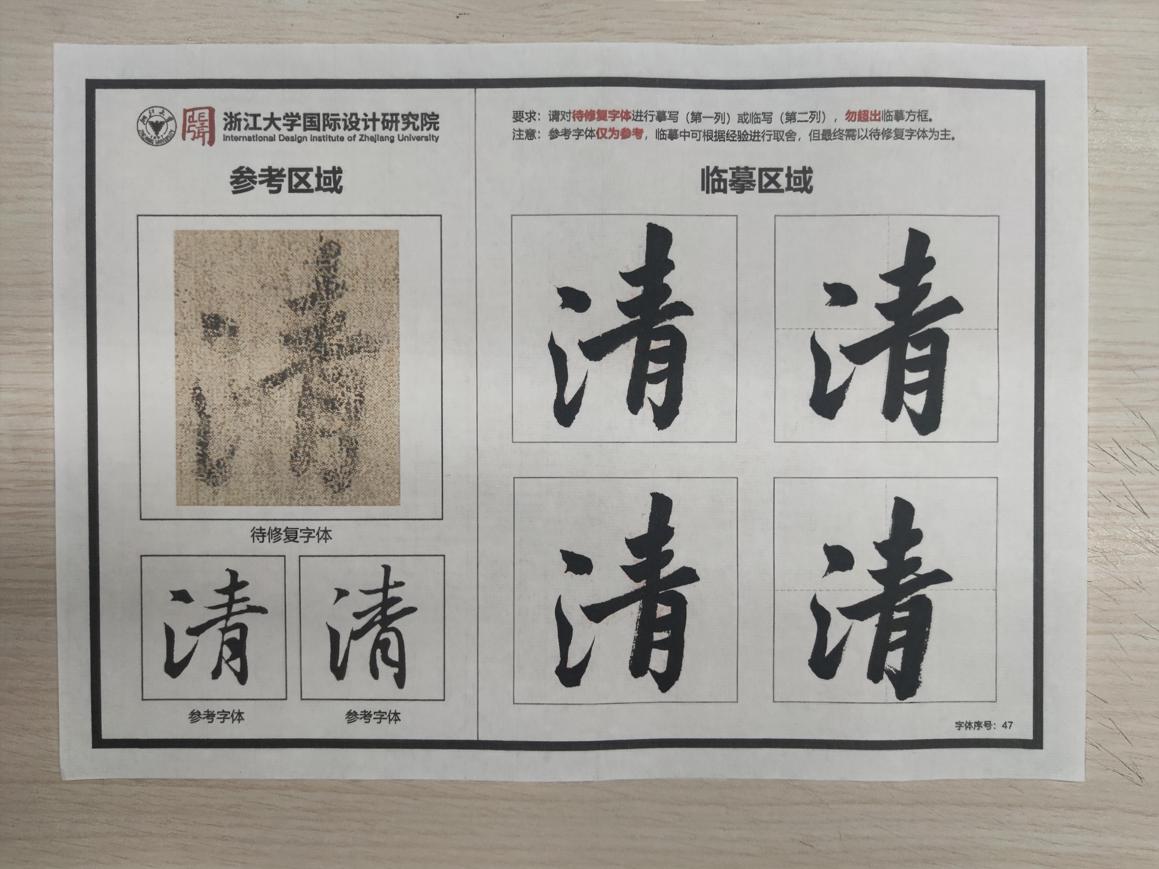 浙江大学国际设计研究院
International Design Institute of Zhejiang University
参考区域
清
待修复字体
清 清
参考字体 参考字体
要求：请对待修复字体进行摹写（第一列）或临写（第二列），勿超出临摹方框。
注意：参考字体仅为参考，临摹中可根据经验进行取舍，但最终需以待修复字体为主。
临摹区域
清 清
清 清
字体序号：47